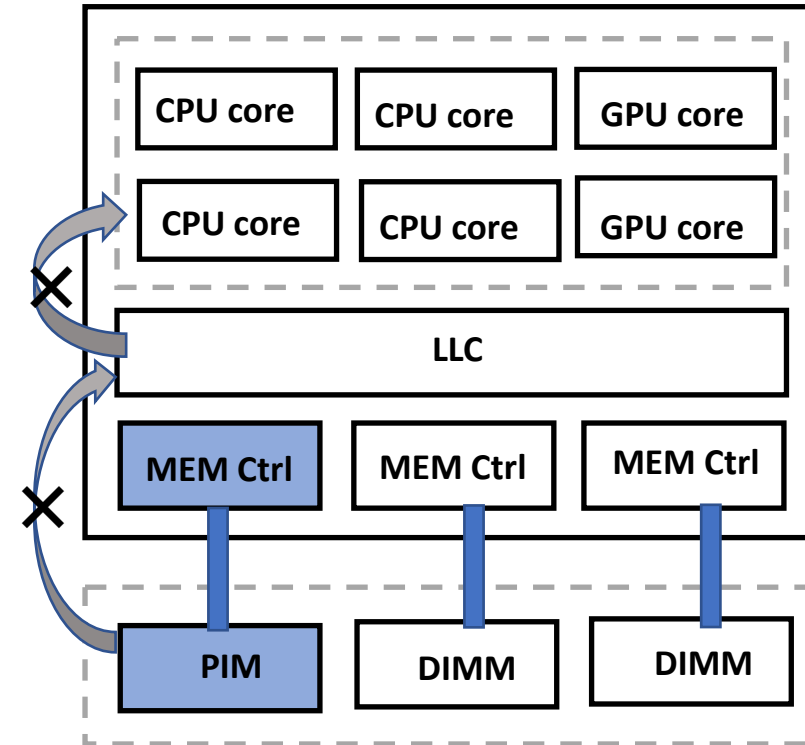 CPU core
CPU core
GPU core
CPU core
CPU core
GPU core
LLC
MEM Ctrl
MEM Ctrl
MEM Ctrl
PIM
DIMM
DIMM